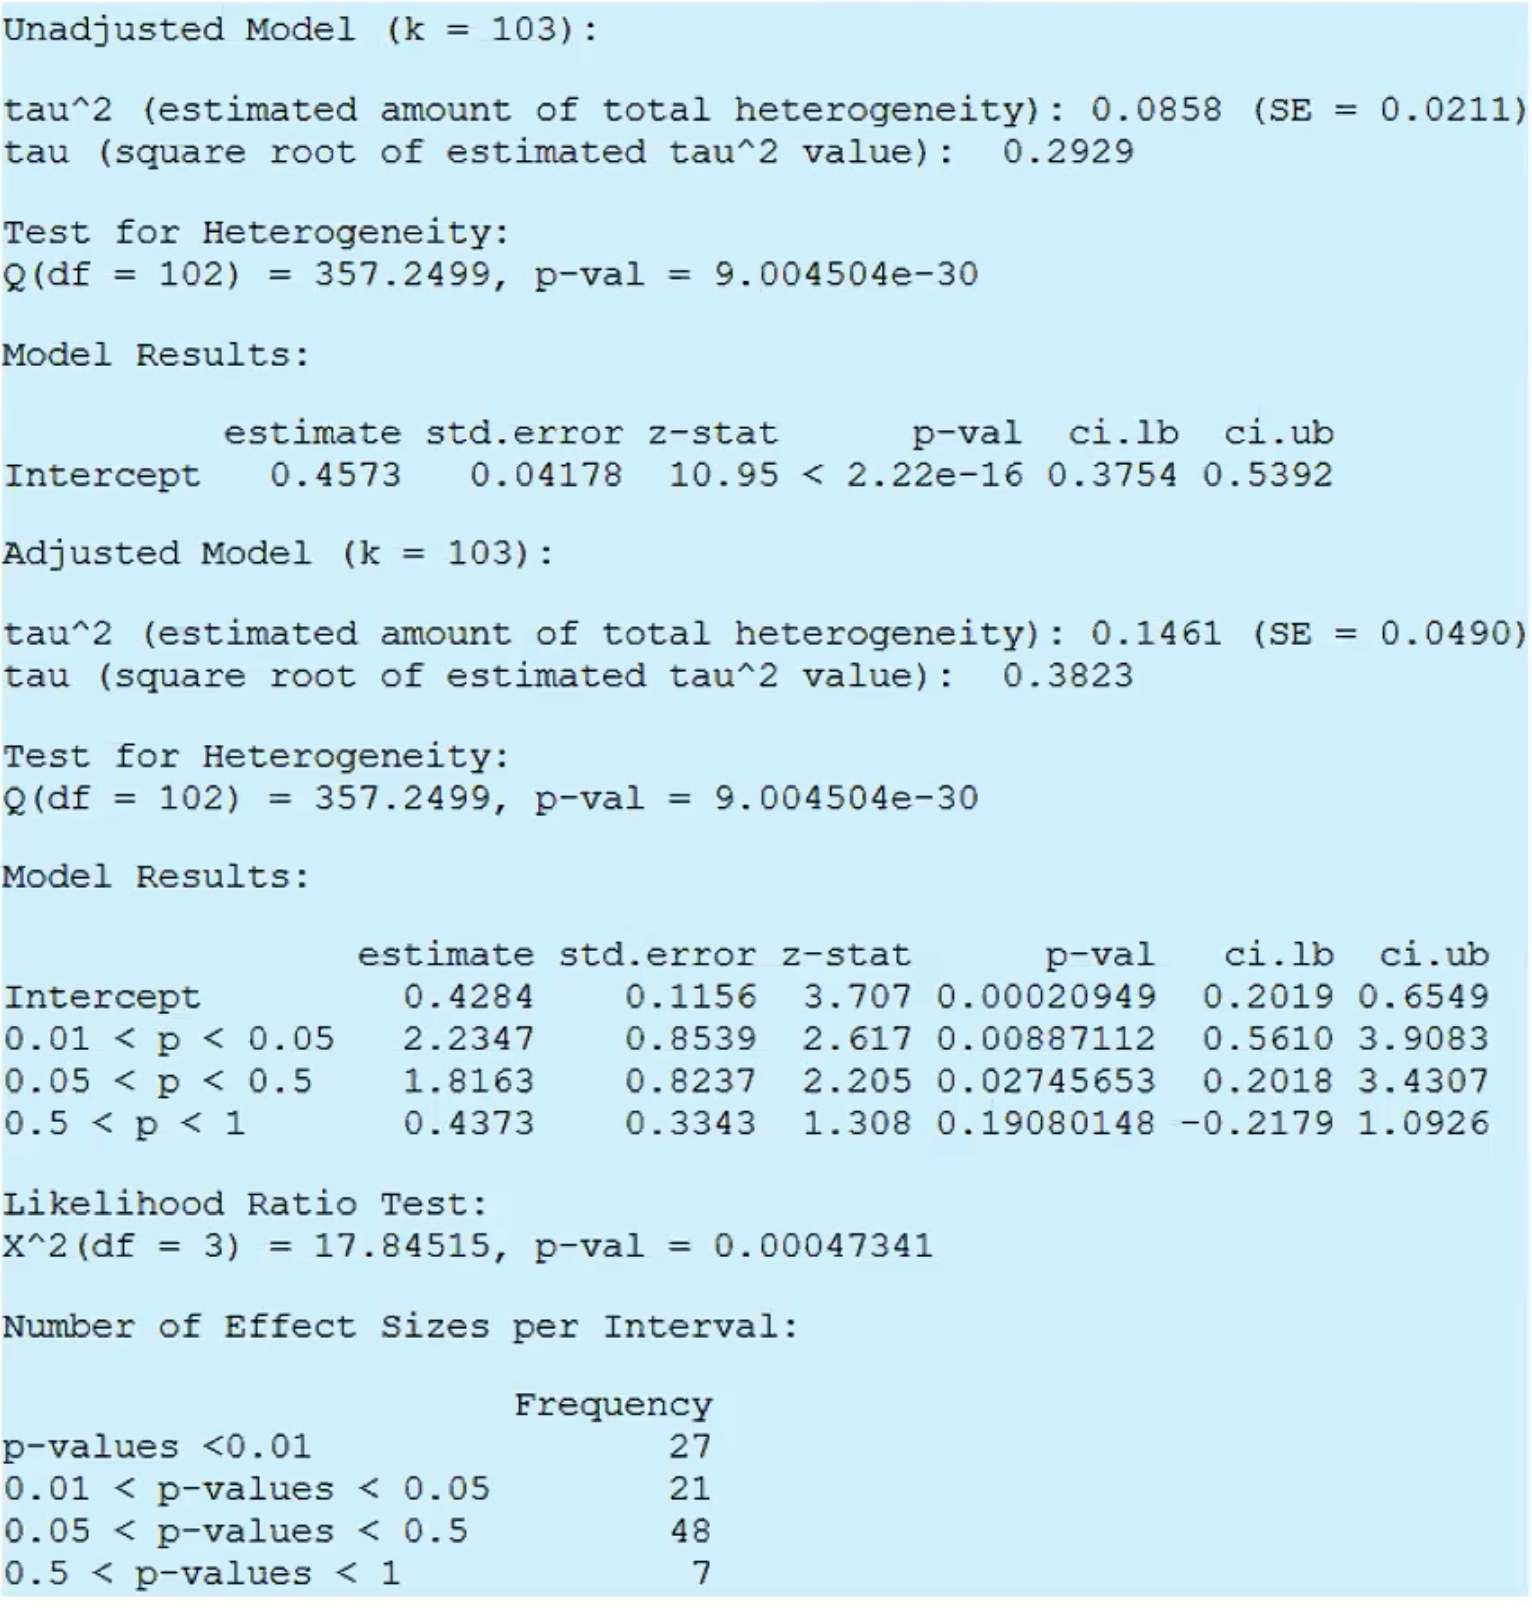 Unadjusted Model (k = 103):
tau^2 (estimated amount of total heterogeneity): 0.0858 (SE = 0.0211)
tau (square root of estimated tau^2 value):  0.2929
Test for Heterogeneity:
Q(df = 102) = 357.2499, p-val = 9.004504e-30
Model Results:
estimate std.error z-stat p-val ci.lb ci.ub
Intercept 0.4573 0.04178 10.95 < 2.22e-16 0.3754 0.5392
Adjusted Model (k = 103):
tau^2 (estimated amount of total heterogeneity): 0.1461 (SE = 0.0490)
tau (square root of estimated tau^2 value):  0.3823
Test for Heterogeneity:
Q(df = 102) = 357.2499, p-val = 9.004504e-30
Model Results:
estimate std.error z-stat p-val ci.lb ci.ub
Intercept 0.4284 0.1156 3.707 0.00020949 0.2019 0.6549
0.01 < p < 0.05 2.2347 0.8539 2.617 0.00887112 0.5610 3.9083
0.05 < p < 0.5 1.8163 0.8237 2.205 0.02745653 0.2018 3.4307
0.5 < p < 1 0.4373 0.3343 1.308 0.19080148 -0.2179 1.0926
Likelihood Ratio Test:
X^2(df = 3) = 17.84515, p-val = 0.00047341
Number of Effect Sizes per Interval:
Frequency
p-values <0.01 27
0.01 < p-values < 0.05 21
0.05 < p-values < 0.5 48
0.5 < p-values < 1 7